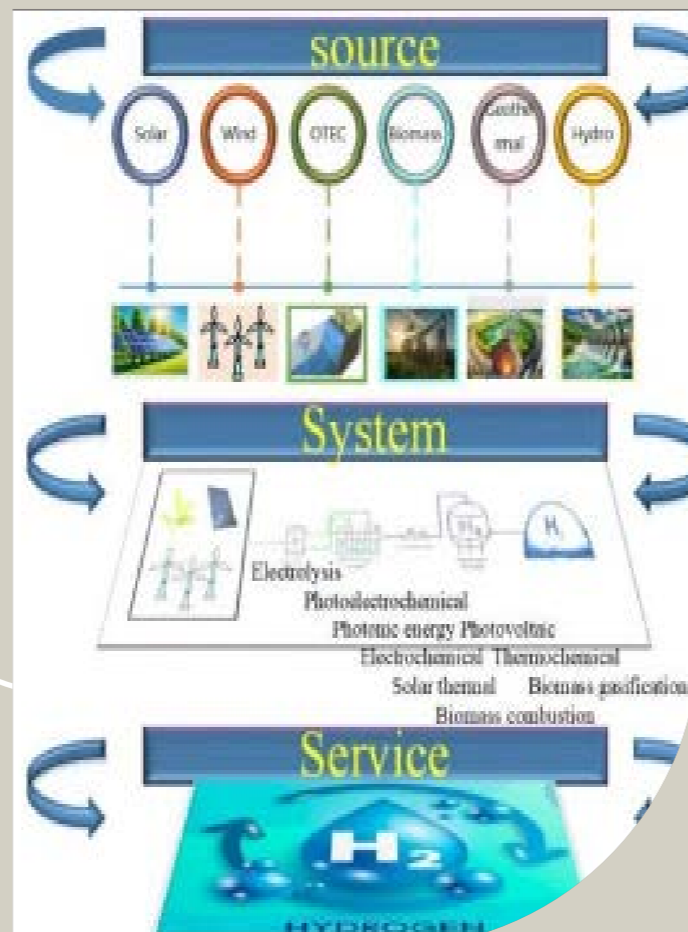 source
Solar Wind OTEC Biomass Geothe
rmal Hydro
System
H
Electrolysis
Photoelectrochemical
Photonic energy Photovoltaic
Electrochemical Thermochemical
Solar thermal Biomass gasification
Biomass combustion
Service
H2
HYDROGEN